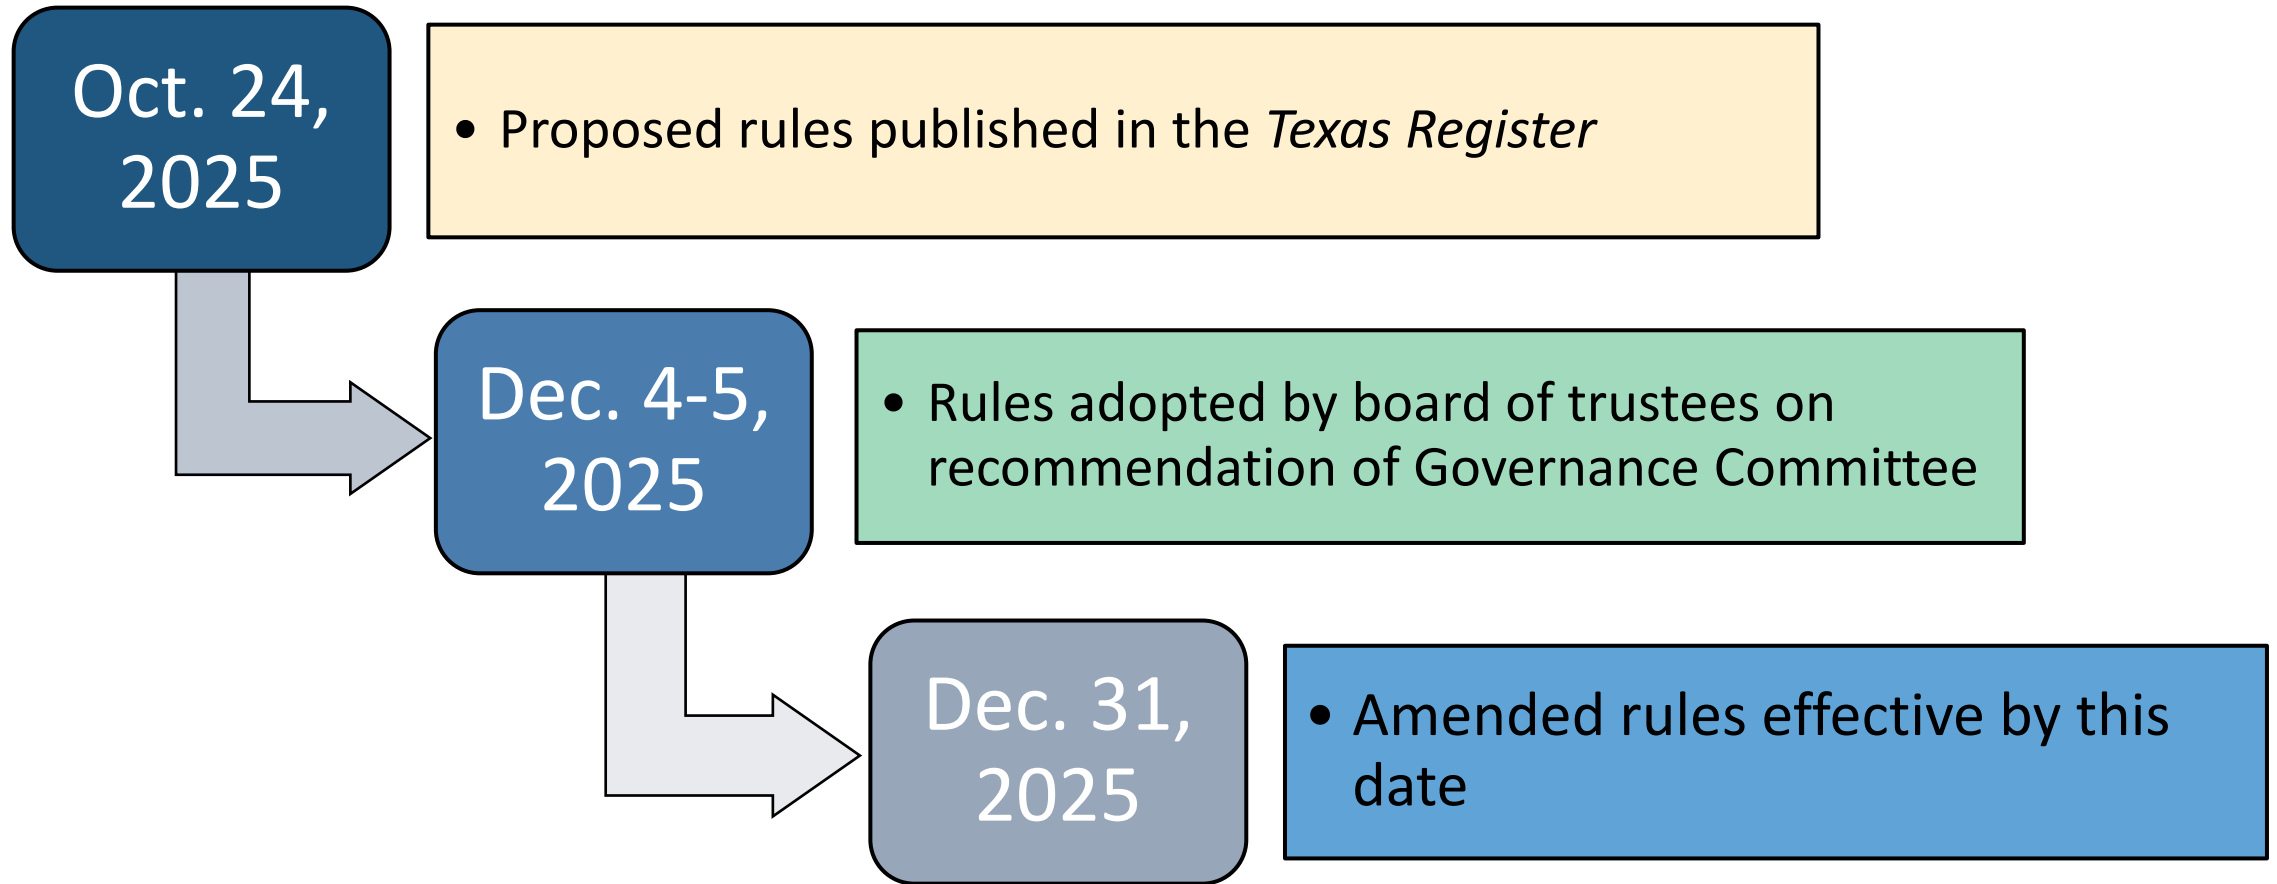 Oct. 24,
2025
• Proposed rules published in the Texas Register
Dec. 4-5,
2025
• Rules adopted by board of trustees on
recommendation of Governance Committee
Dec. 31,
2025
• Amended rules effective by this
date